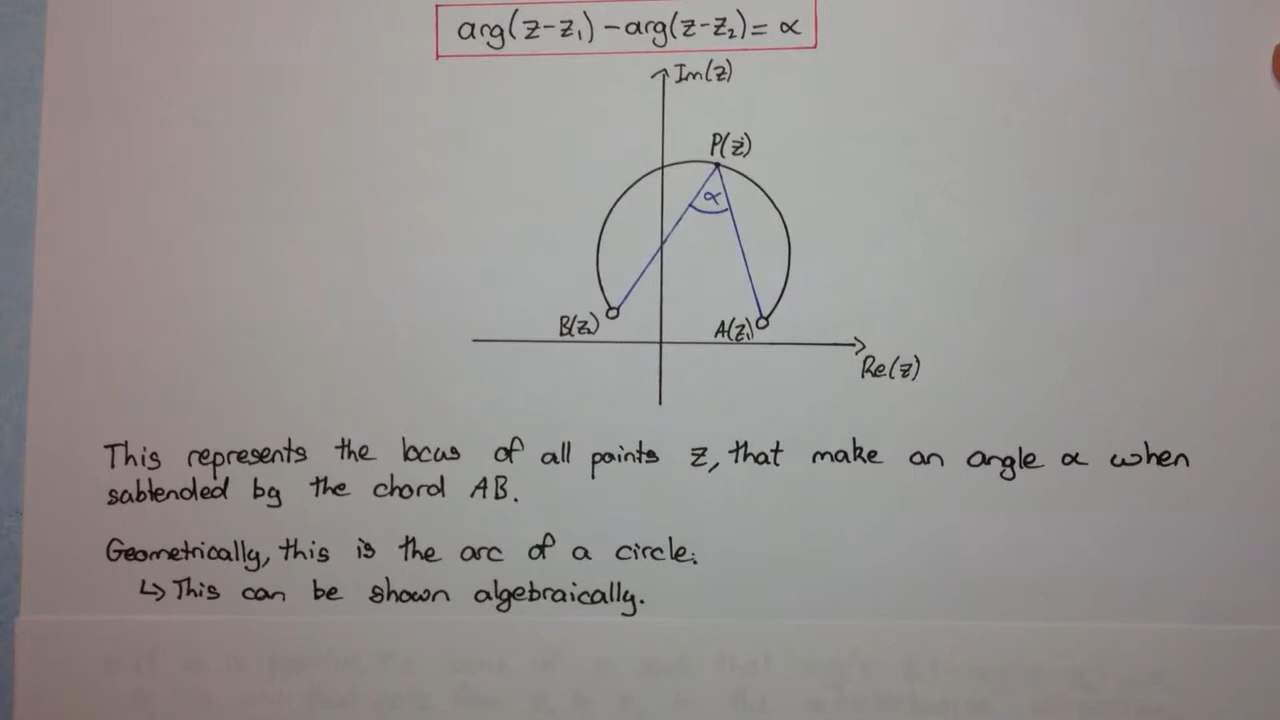 arg(z-z₁)-arg(z-z₂)=α
Im(z)
P(z)
α
B(z₂)
A(z₁)
Re(z)
This represents the locus of all points z, that make an angle α when
sabtended by the chord AB.
Geometrically, this is the arc of a circle.
↳ This can be shown algebraically.